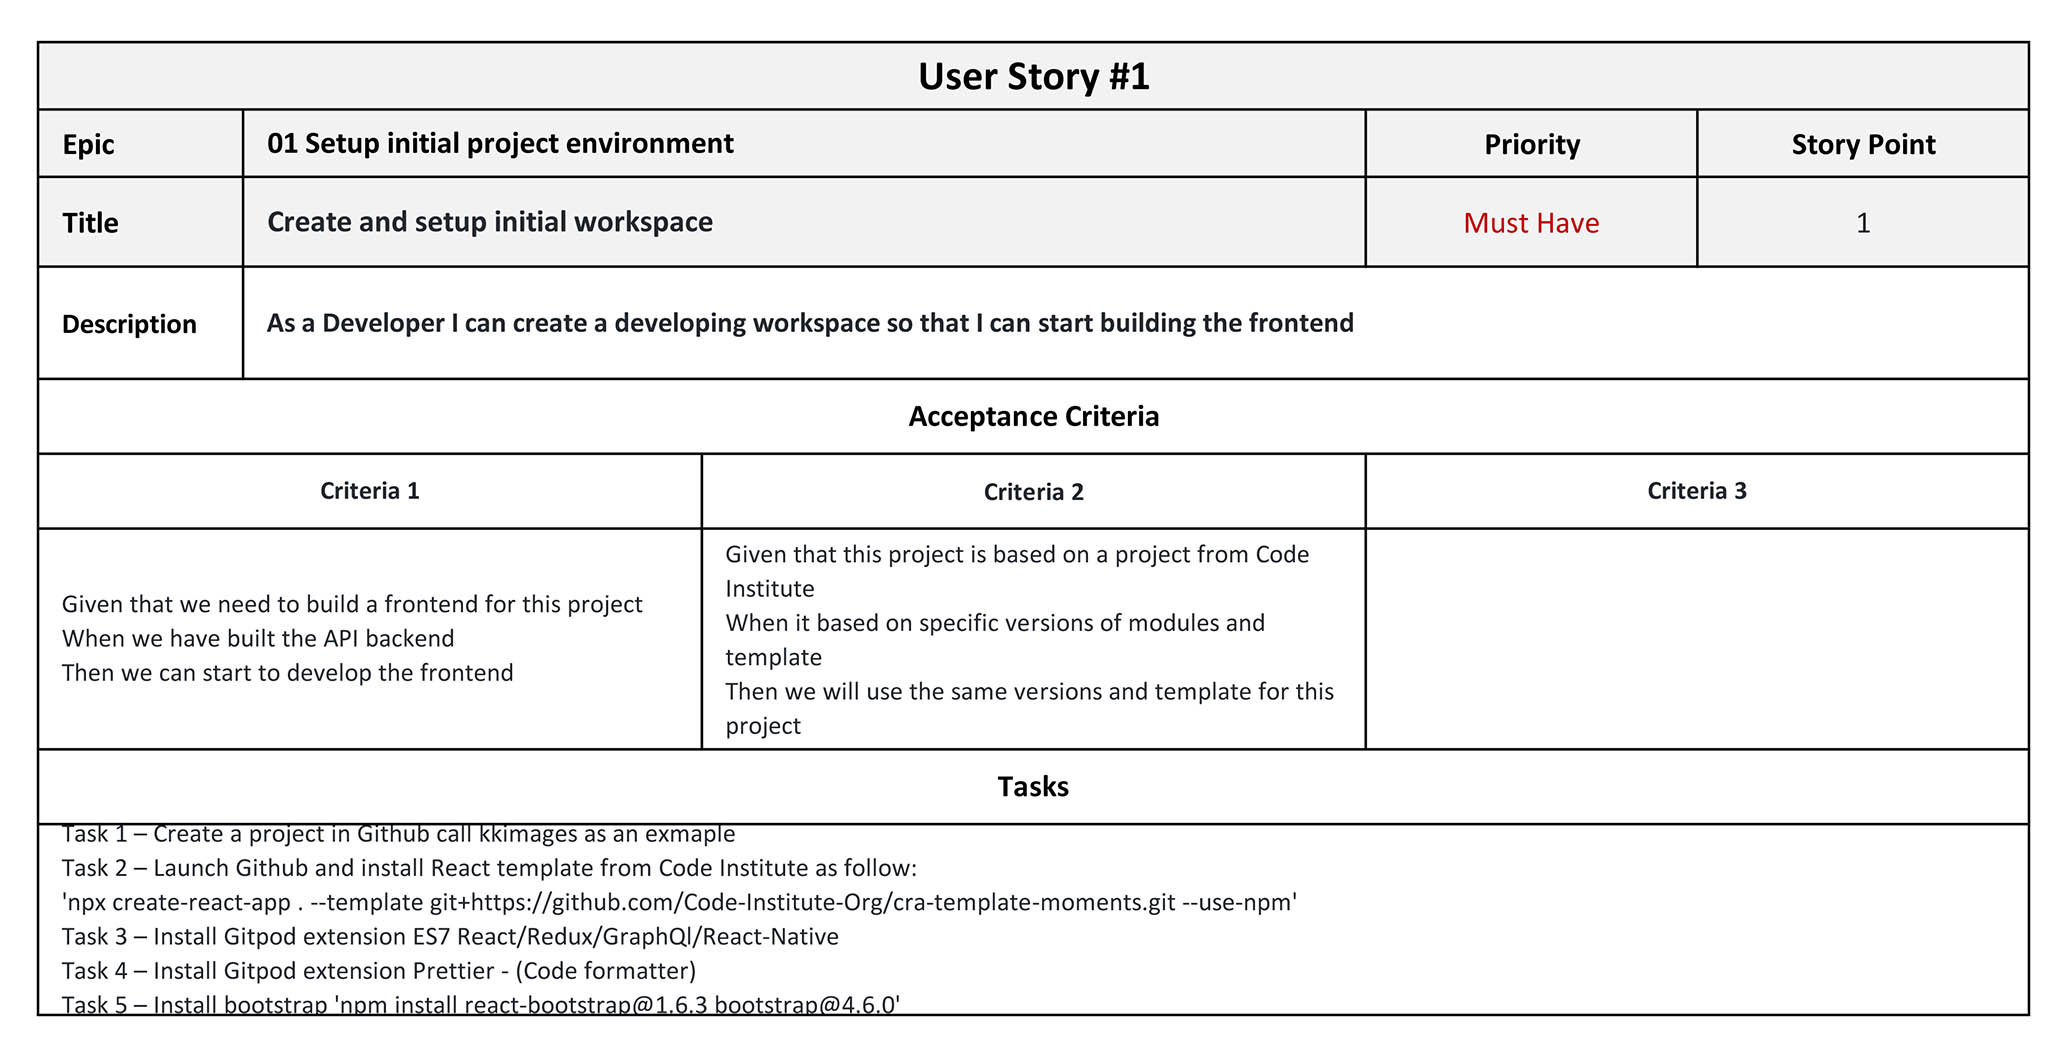 User Story #1
Epic
01 Setup initial project environment
Priority
Story Point
Title
Create and setup initial workspace
Must Have
1
Description
As a Developer I can create a developing workspace so that I can start building the frontend
Acceptance Criteria
Criteria 1
Criteria 2
Criteria 3
Given that we need to build a frontend for this project
When we have built the API backend
Then we can start to develop the frontend
Given that this project is based on a project from Code
Institute
When it based on specific versions of modules and
template
Then we will use the same versions and template for this
project
Tasks
Task 1 – Create a project in Github call kkimages as an exmaple
Task 2 – Launch Github and install React template from Code Institute as follow:
'npx create-react-app . --template git+https://github.com/Code-Institute-Org/cra-template-moments.git --use-npm'
Task 3 – Install Gitpod extension ES7 React/Redux/GraphQl/React-Native
Task 4 – Install Gitpod extension Prettier - (Code formatter)
Task 5 – Install bootstrap 'npm install react-bootstrap@1.6.3 bootstrap@4.6.0'